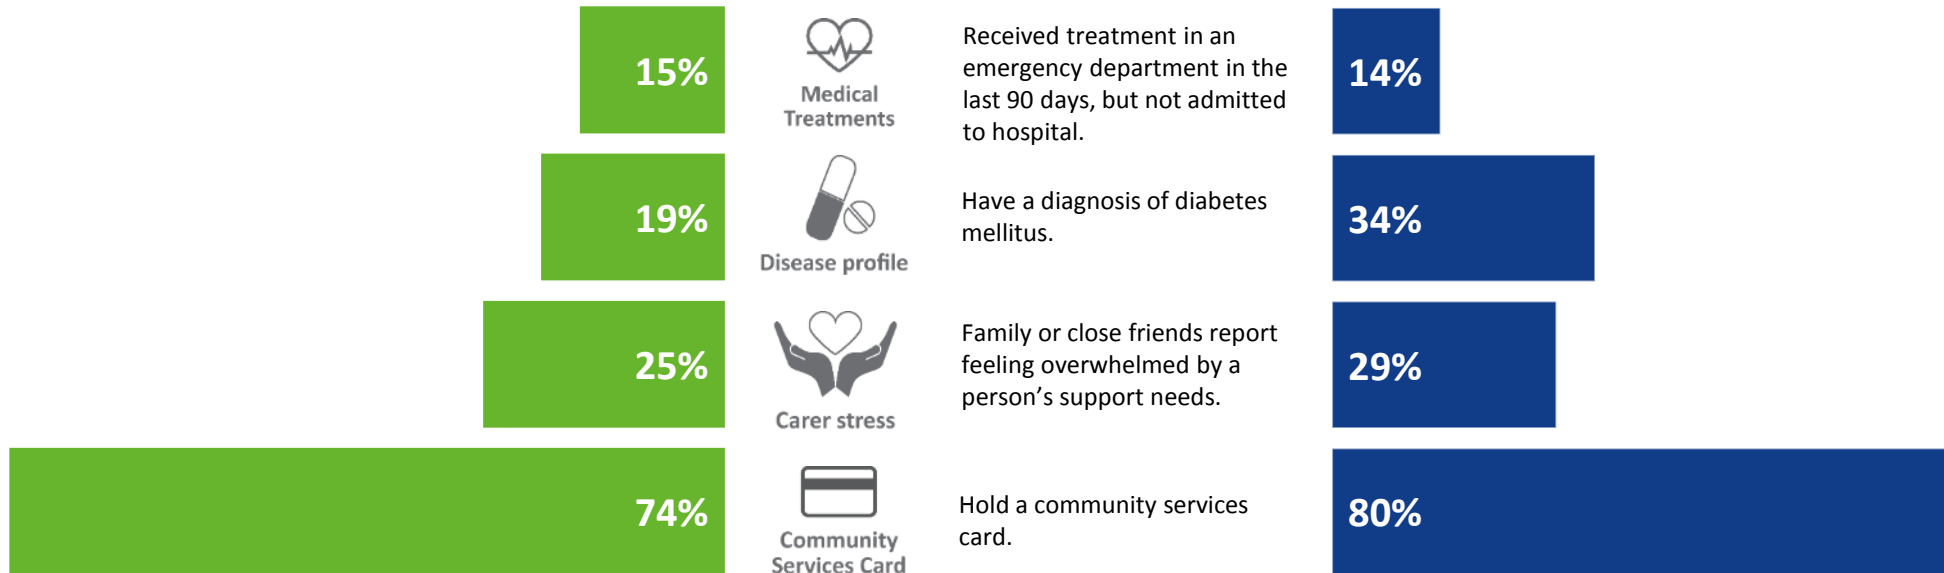 15%
Medical
Treatments
Received treatment in an
emergency department in the
last 90 days, but not admitted
to hospital.
14%
19%
Disease profile
Have a diagnosis of diabetes
mellitus.
34%
25%
Carer stress
Family or close friends report
feeling overwhelmed by a
person’s support needs.
29%
74%
Community
Services Card
Hold a community services
card.
80%